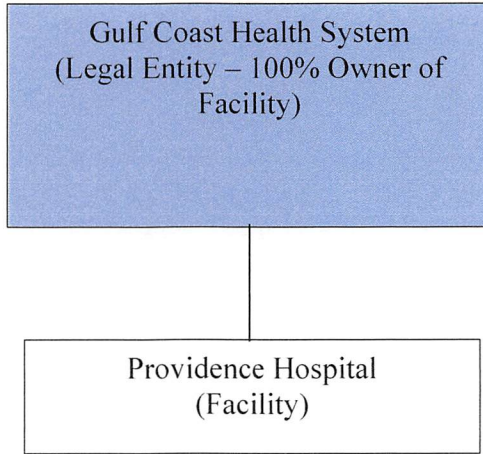 Gulf Coast Health System
(Legal Entity – 100% Owner of
Facility)
Providence Hospital
(Facility)